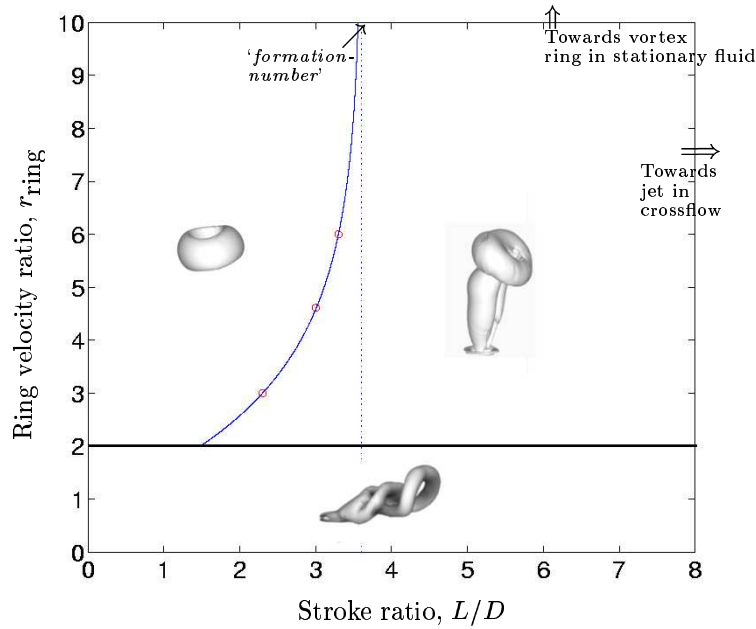 10
9
8
7
6
5
4
3
2
1
0
Ring velocity ratio, r_ring
'formation-
number'
⇑
Towards vortex
ring in stationary fluid
⇒
Towards
jet in
crossflow
0 1 2 3 4 5 6 7 8
Stroke ratio, L/D